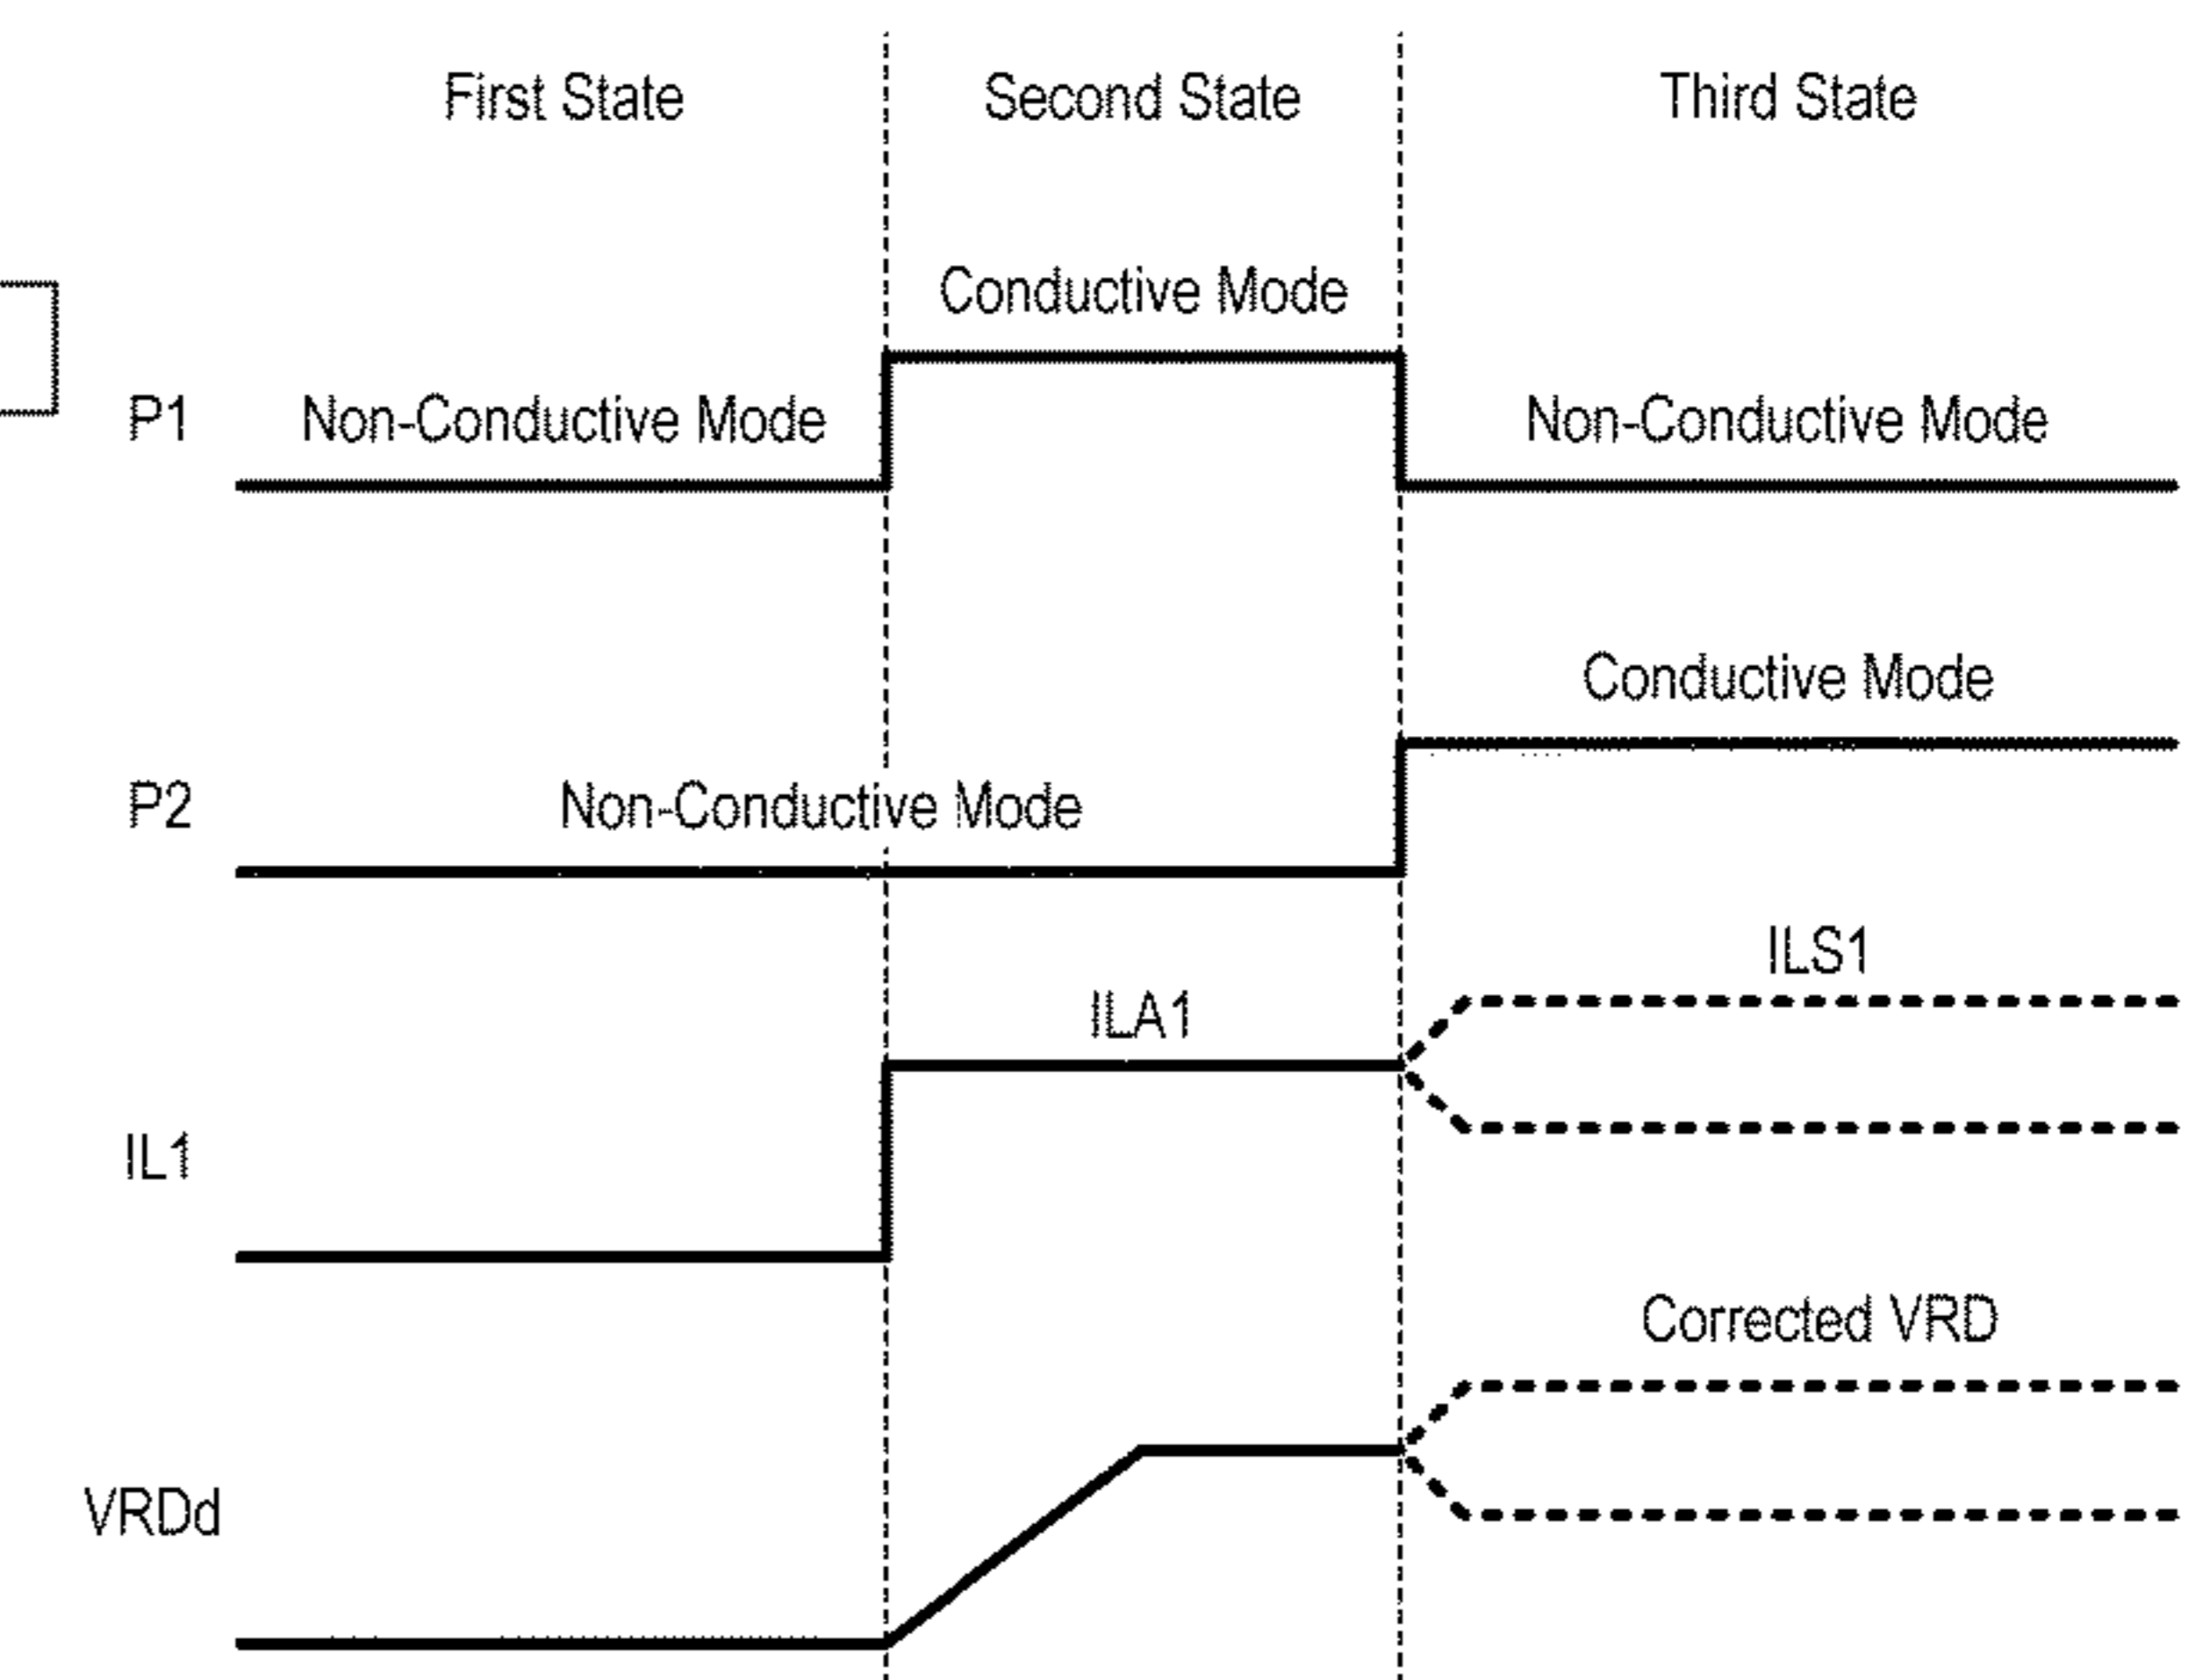 First State Second State Third State
Conductive Mode
P1 Non-Conductive Mode Non-Conductive Mode
Conductive Mode
P2 Non-Conductive Mode
ILS1
ILA1
IL1
Corrected VRD
VRDd